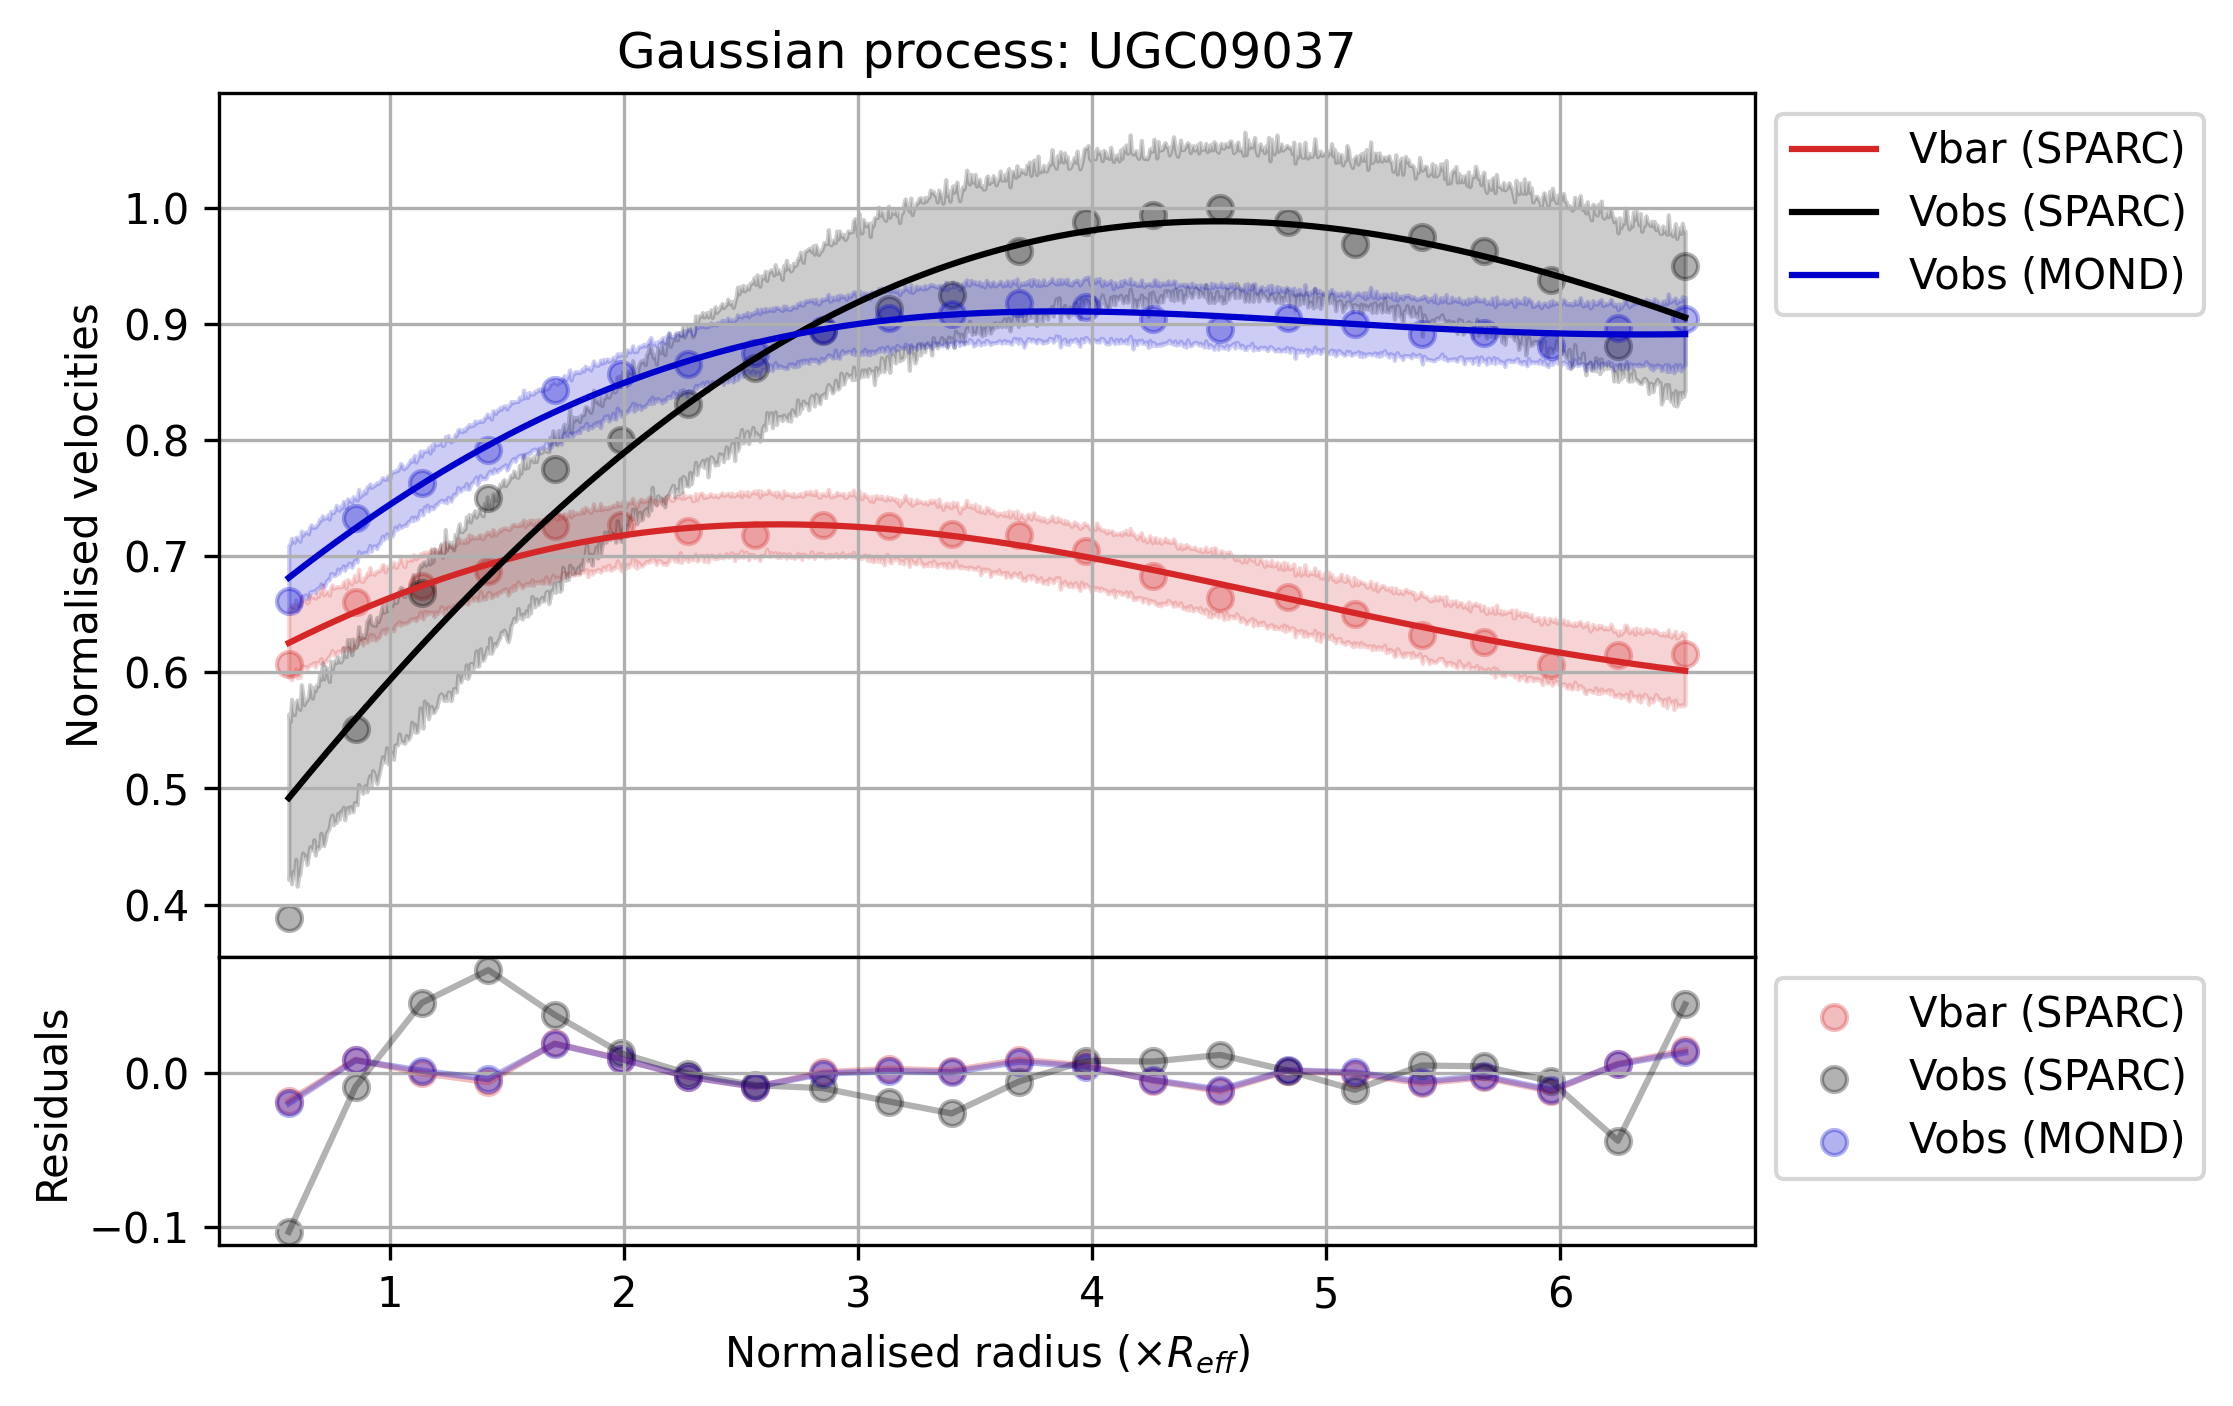 Gaussian process: UGC09037
Normalised velocities
1.0
0.9
0.8
0.7
0.6
0.5
0.4
Vbar (SPARC)
Vobs (SPARC)
Vobs (MOND)
Residuals
0.0
−0.1
Vbar (SPARC)
Vobs (SPARC)
Vobs (MOND)
1 2 3 4 5 6
Normalised radius (×R_eff)